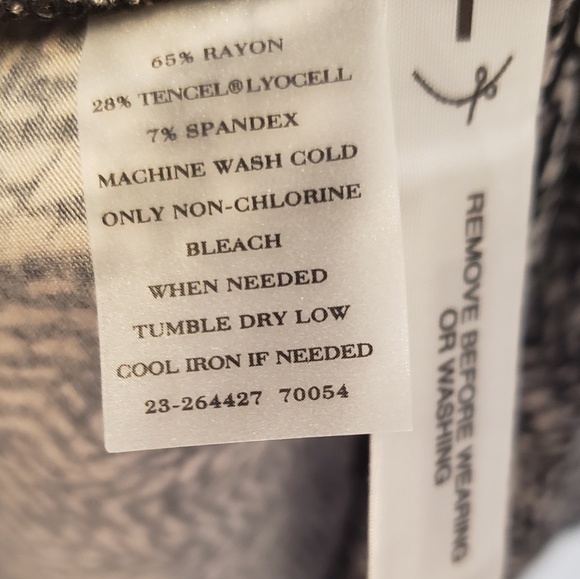 65% RAYON
28% TENCEL®LYOCELL
7% SPANDEX
MACHINE WASH COLD
ONLY NON-CHLORINE
BLEACH
WHEN NEEDED
TUMBLE DRY LOW
COOL IRON IF NEEDED
23-264427 70054
REMOVE BEFORE WEARING
OR WASHING